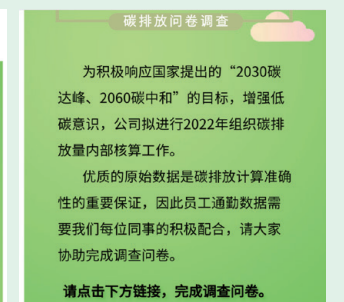 碳排放问卷调查
为积极响应国家提出的“2030碳
达峰、2060碳中和”的目标，增强低
碳意识，公司拟进行2022年组织碳排
放量内部核算工作。
优质的原始数据是碳排放计算准确
性的重要保证，因此员工通勤数据需
要我们每位同事的积极配合，请大家
协助完成调查问卷。
请点击下方链接，完成调查问卷。